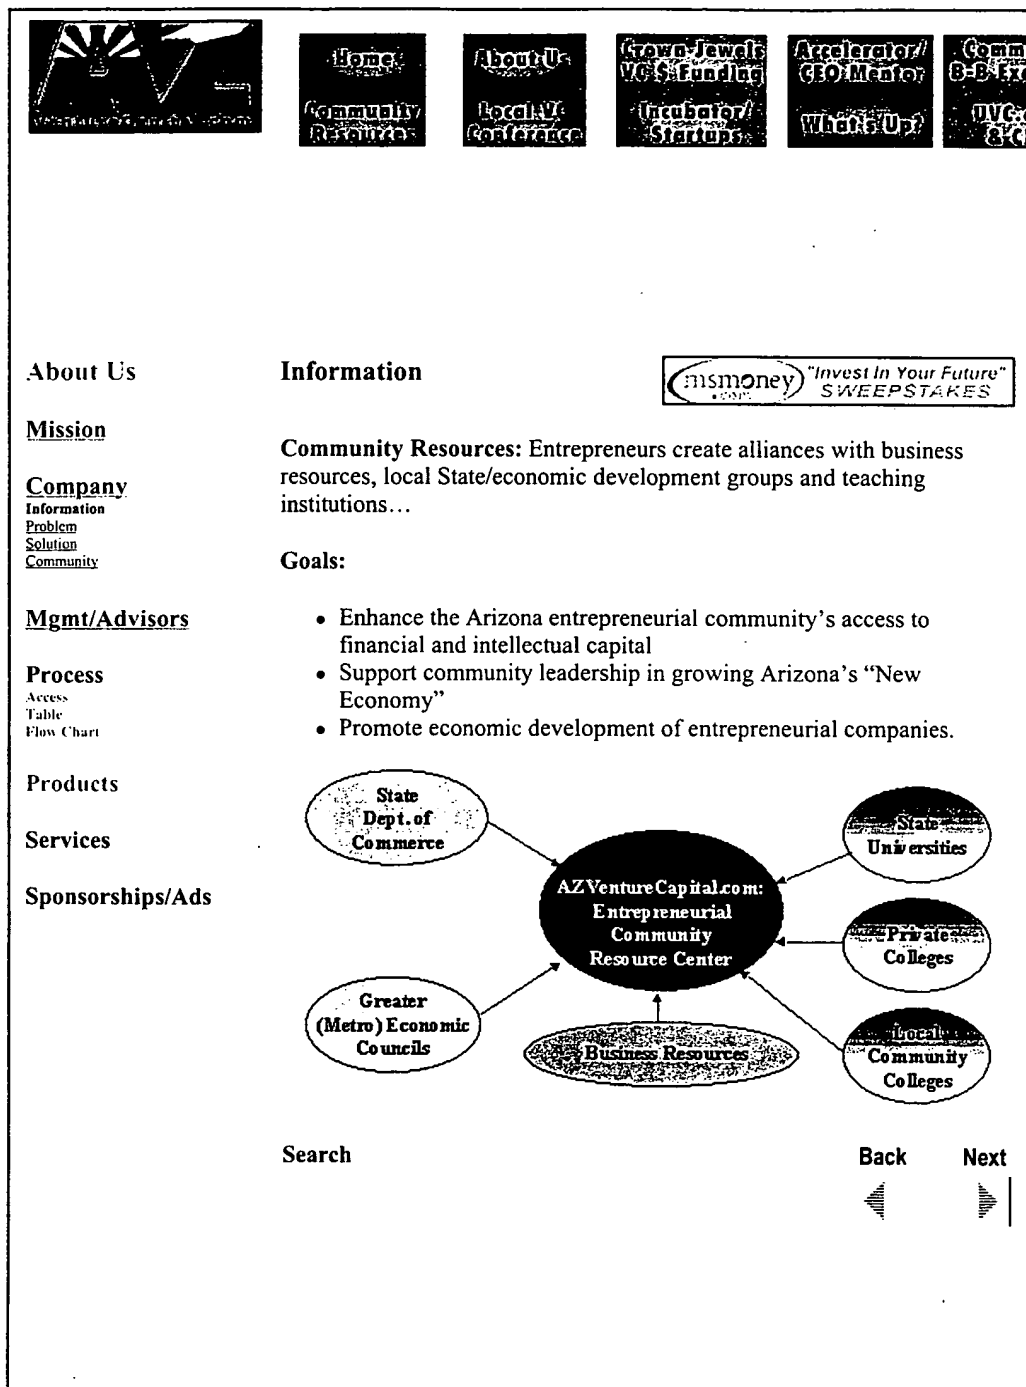 Home
Community
Resources
About Us
Local VC
Conference
Crown Jewels
VC $ Funding
Incubator/
Startups
Accelerator/
CEO Mentor
What's Up?
B-B
UVC
About Us
Mission
Company
Information
Problem
Solution
Community
Mgmt/Advisors
Process
Access
Table
Flow Chart
Products
Services
Sponsorships/Ads
Information
msmoney
.com
"Invest In Your Future"
SWEEPSTAKES
Community Resources: Entrepreneurs create alliances with business
resources, local State/economic development groups and teaching
institutions…
Goals:
• Enhance the Arizona entrepreneurial community's access to
financial and intellectual capital
• Support community leadership in growing Arizona's “New
Economy”
• Promote economic development of entrepreneurial companies.
State
Dept. of
Commerce
State
Universities
AZVentureCapital.com:
Entrepreneurial
Community
Resource Center
Private
Colleges
Greater
(Metro) Economic
Councils
Business Resources
Local
Community
Colleges
Search
Back
Next